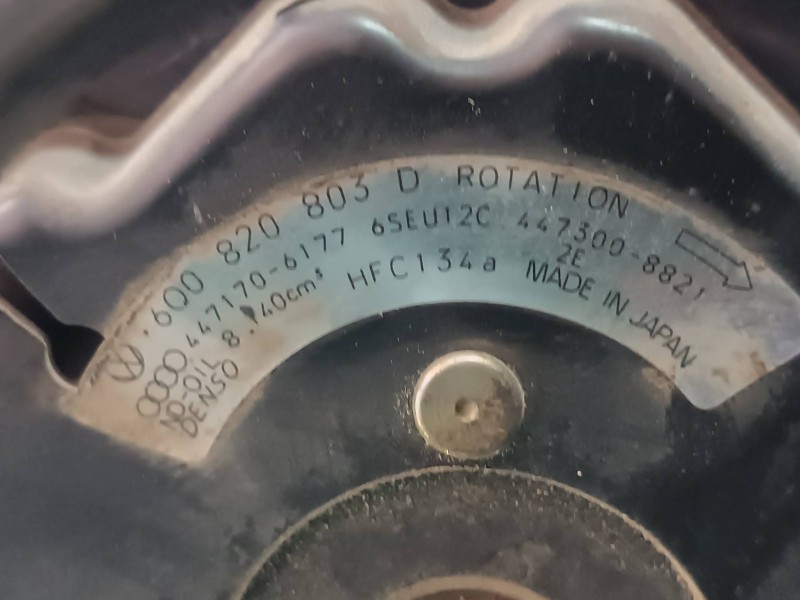 6Q0 820 803 D ROTATION
447170-6177 6SEU12C 447300-8821
ND-OIL 8.140cm³ HFC134a 2E
DENSO MADE IN JAPAN